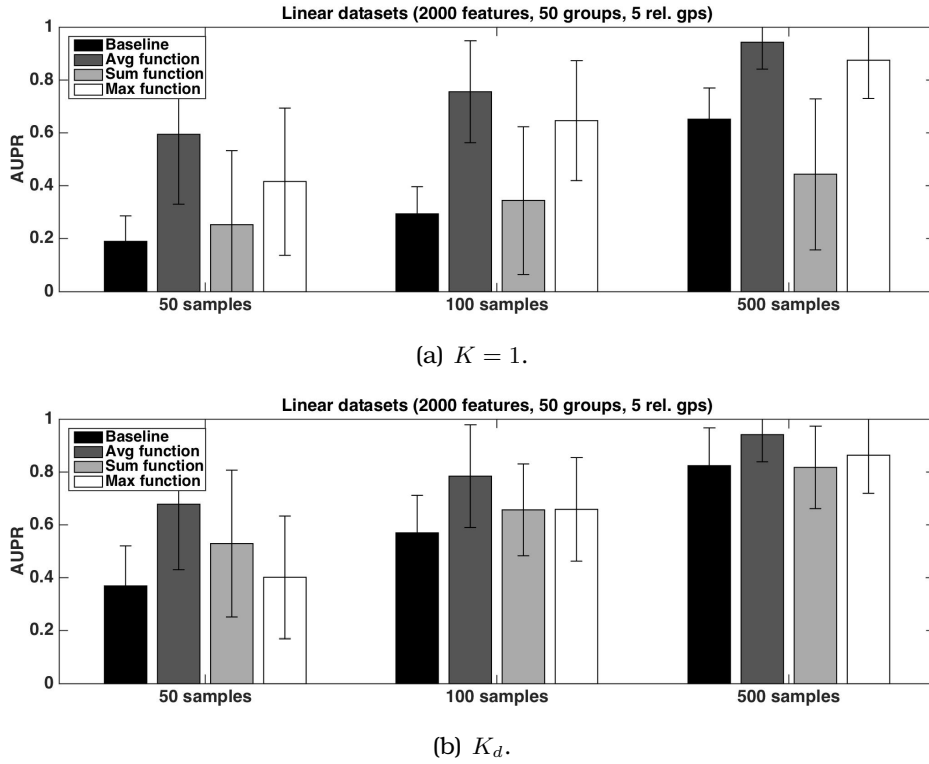 Linear datasets (2000 features, 50 groups, 5 rel. gps)
1
0.8
0.6
0.4
0.2
0
AUPR
Baseline
Avg function
Sum function
Max function
50 samples
100 samples
500 samples
(a) K = 1.
Linear datasets (2000 features, 50 groups, 5 rel. gps)
1
0.8
0.6
0.4
0.2
0
AUPR
Baseline
Avg function
Sum function
Max function
50 samples
100 samples
500 samples
(b) K_d.